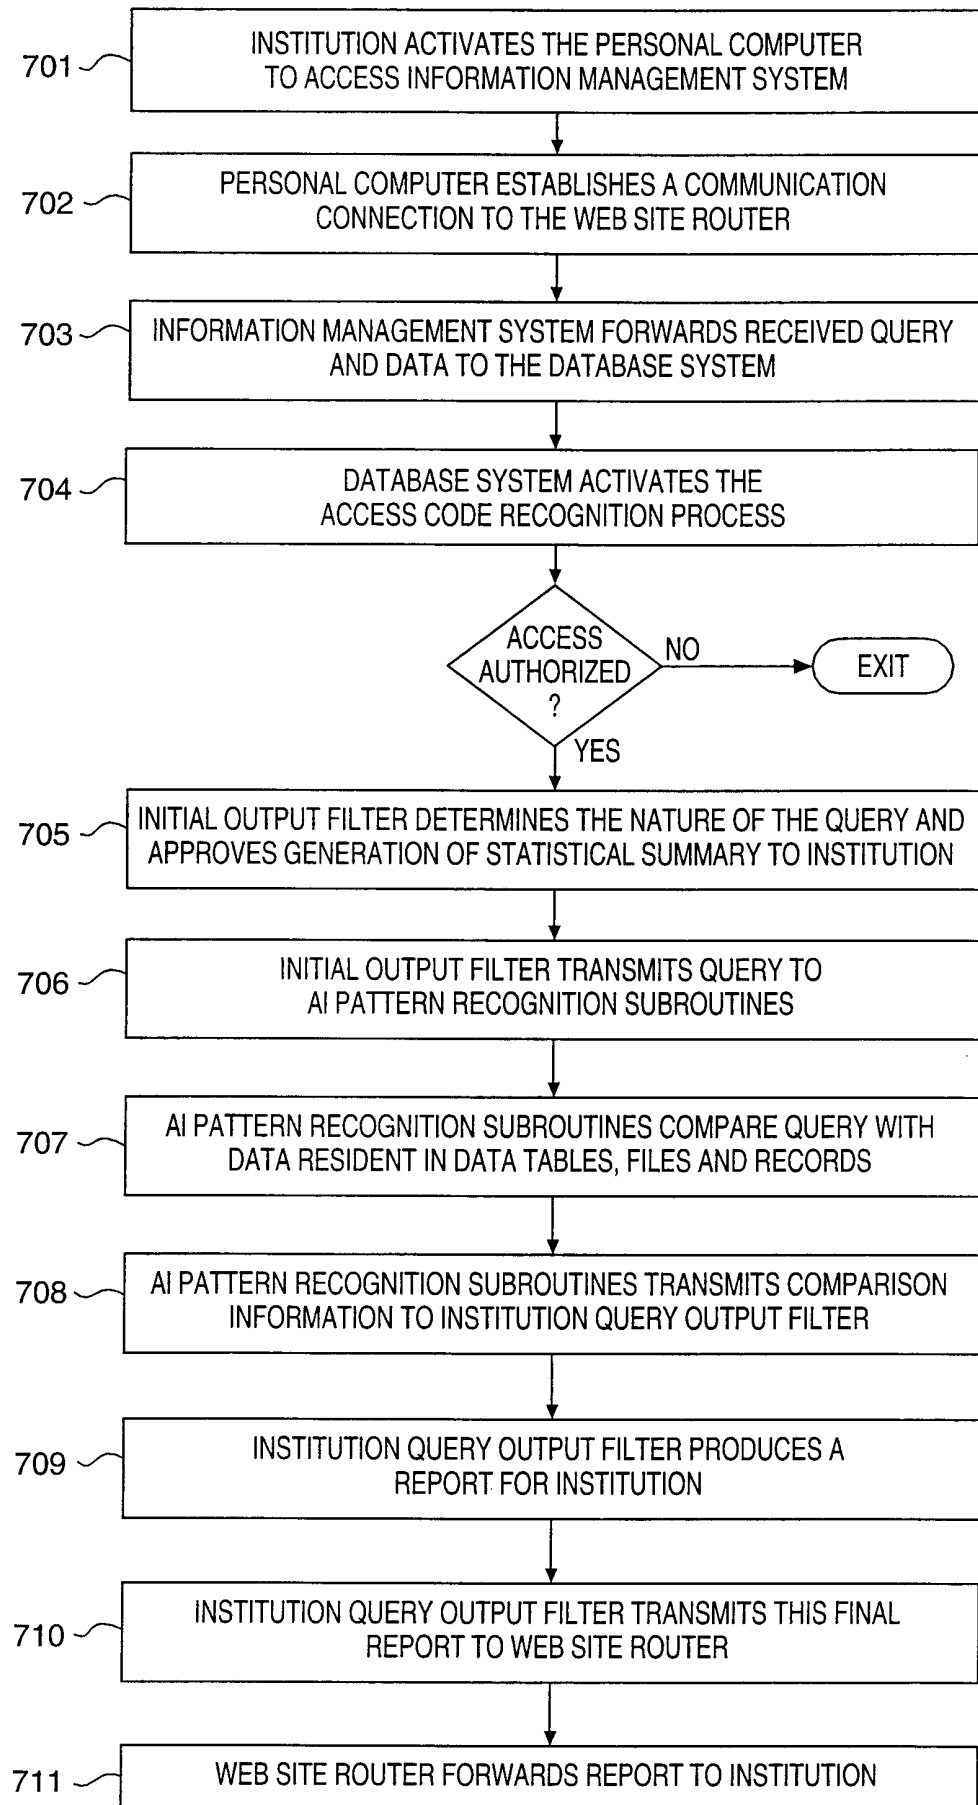 701
INSTITUTION ACTIVATES THE PERSONAL COMPUTER
TO ACCESS INFORMATION MANAGEMENT SYSTEM
702
PERSONAL COMPUTER ESTABLISHES A COMMUNICATION
CONNECTION TO THE WEB SITE ROUTER
703
INFORMATION MANAGEMENT SYSTEM FORWARDS RECEIVED QUERY
AND DATA TO THE DATABASE SYSTEM
704
DATABASE SYSTEM ACTIVATES THE
ACCESS CODE RECOGNITION PROCESS
ACCESS
AUTHORIZED
?
NO
EXIT
YES
705
INITIAL OUTPUT FILTER DETERMINES THE NATURE OF THE QUERY AND
APPROVES GENERATION OF STATISTICAL SUMMARY TO INSTITUTION
706
INITIAL OUTPUT FILTER TRANSMITS QUERY TO
AI PATTERN RECOGNITION SUBROUTINES
707
AI PATTERN RECOGNITION SUBROUTINES COMPARE QUERY WITH
DATA RESIDENT IN DATA TABLES, FILES AND RECORDS
708
AI PATTERN RECOGNITION SUBROUTINES TRANSMITS COMPARISON
INFORMATION TO INSTITUTION QUERY OUTPUT FILTER
709
INSTITUTION QUERY OUTPUT FILTER PRODUCES A
REPORT FOR INSTITUTION
710
INSTITUTION QUERY OUTPUT FILTER TRANSMITS THIS FINAL
REPORT TO WEB SITE ROUTER
711
WEB SITE ROUTER FORWARDS REPORT TO INSTITUTION